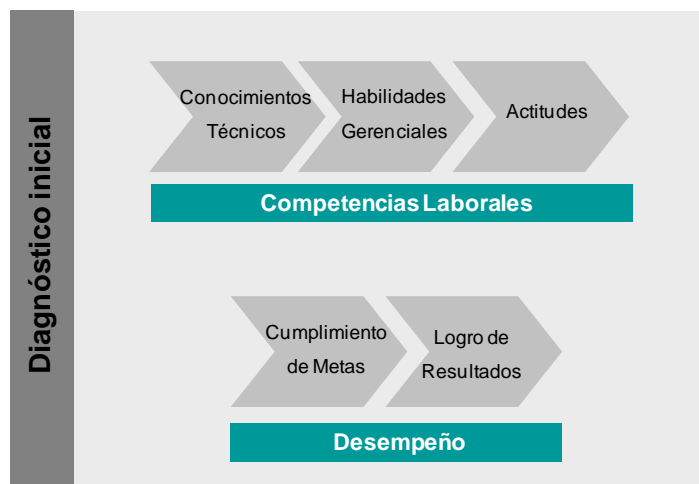 Diagnóstico inicial
Conocimientos
Técnicos
Habilidades
Gerenciales
Actitudes
Competencias Laborales
Cumplimiento
de Metas
Logro de
Resultados
Desempeño